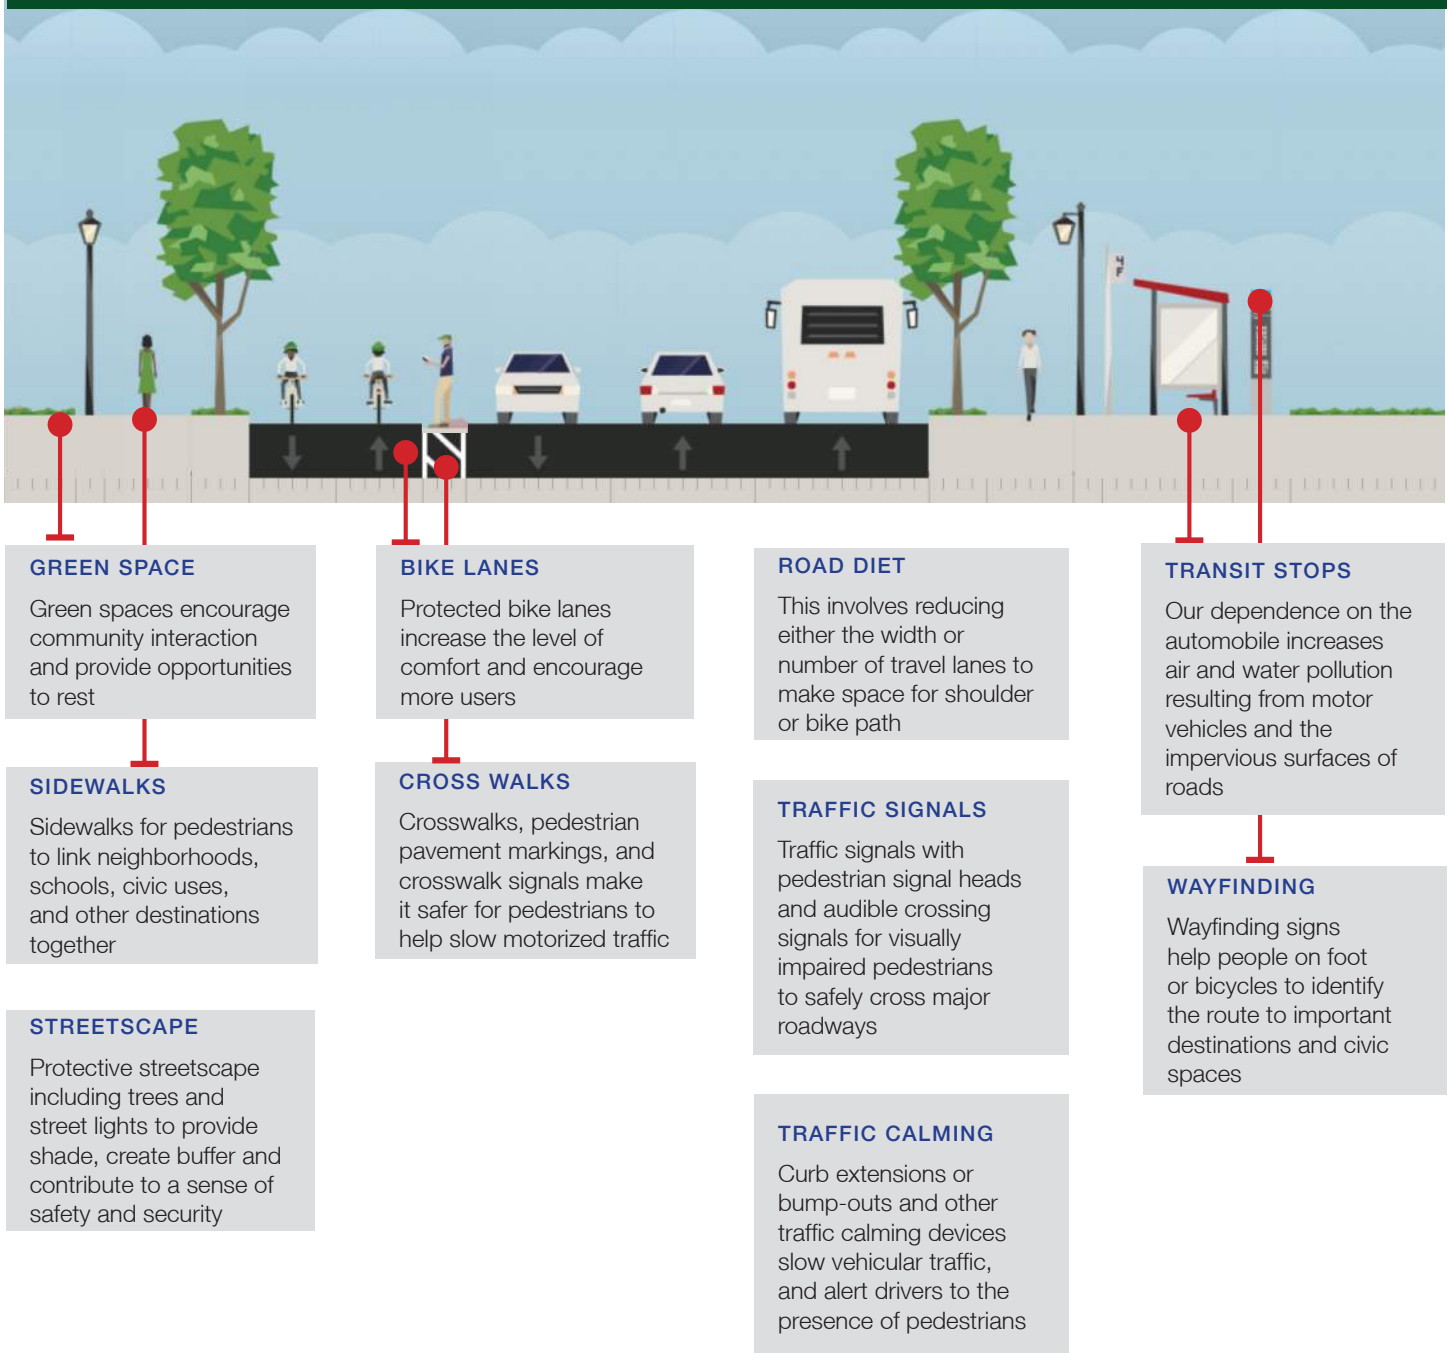 4
F
GREEN SPACE
Green spaces encourage
community interaction
and provide opportunities
to rest
SIDEWALKS
Sidewalks for pedestrians
to link neighborhoods,
schools, civic uses,
and other destinations
together
STREETSCAPE
Protective streetscape
including trees and
street lights to provide
shade, create buffer and
contribute to a sense of
safety and security
BIKE LANES
Protected bike lanes
increase the level of
comfort and encourage
more users
CROSS WALKS
Crosswalks, pedestrian
pavement markings, and
crosswalk signals make
it safer for pedestrians to
help slow motorized traffic
ROAD DIET
This involves reducing
either the width or
number of travel lanes to
make space for shoulder
or bike path
TRAFFIC SIGNALS
Traffic signals with
pedestrian signal heads
and audible crossing
signals for visually
impaired pedestrians
to safely cross major
roadways
TRAFFIC CALMING
Curb extensions or
bump-outs and other
traffic calming devices
slow vehicular traffic,
and alert drivers to the
presence of pedestrians
TRANSIT STOPS
Our dependence on the
automobile increases
air and water pollution
resulting from motor
vehicles and the
impervious surfaces of
roads
WAYFINDING
Wayfinding signs
help people on foot
or bicycles to identify
the route to important
destinations and civic
spaces